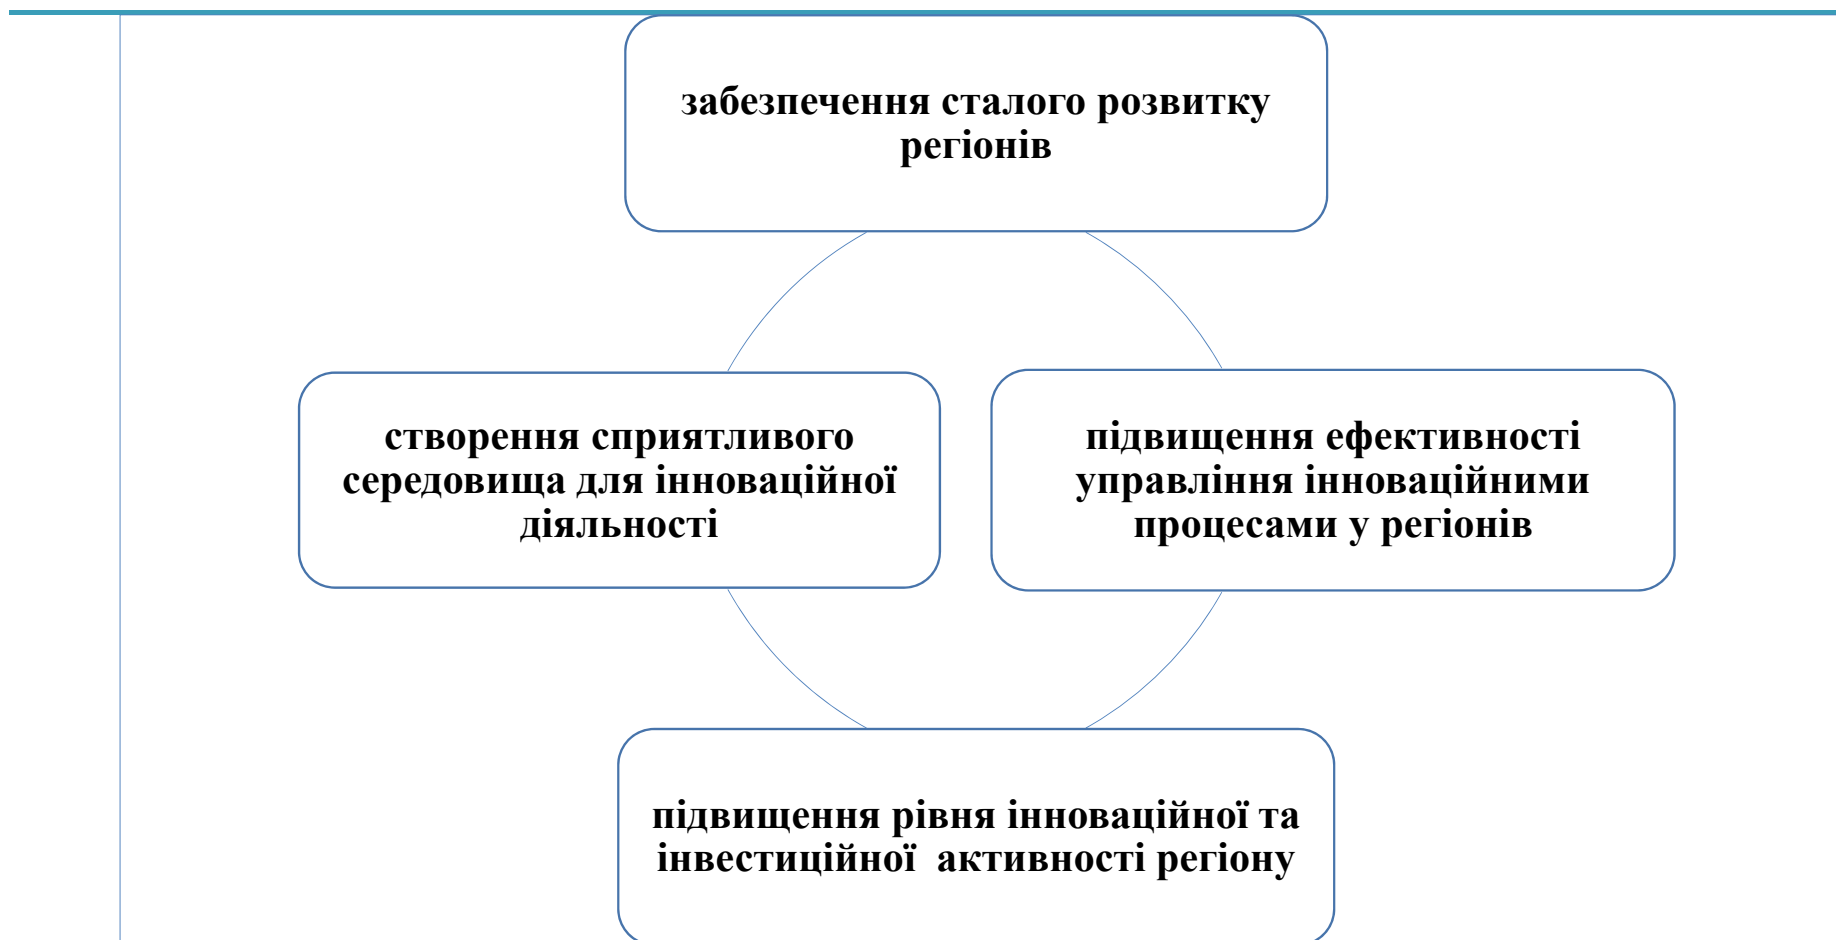 забезпечення сталого розвитку
регіонів
створення сприятливого
середовища для інноваційної
діяльності
підвищення ефективності
управління інноваційними
процесами у регіонів
підвищення рівня інноваційної та
інвестиційної  активності регіону